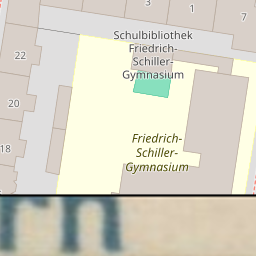 3
1
7
Schulbibliothek
Friedrich-
Schiller-
Gymnasium
22
20
18
Friedrich-
Schiller-
Gymnasium
rn